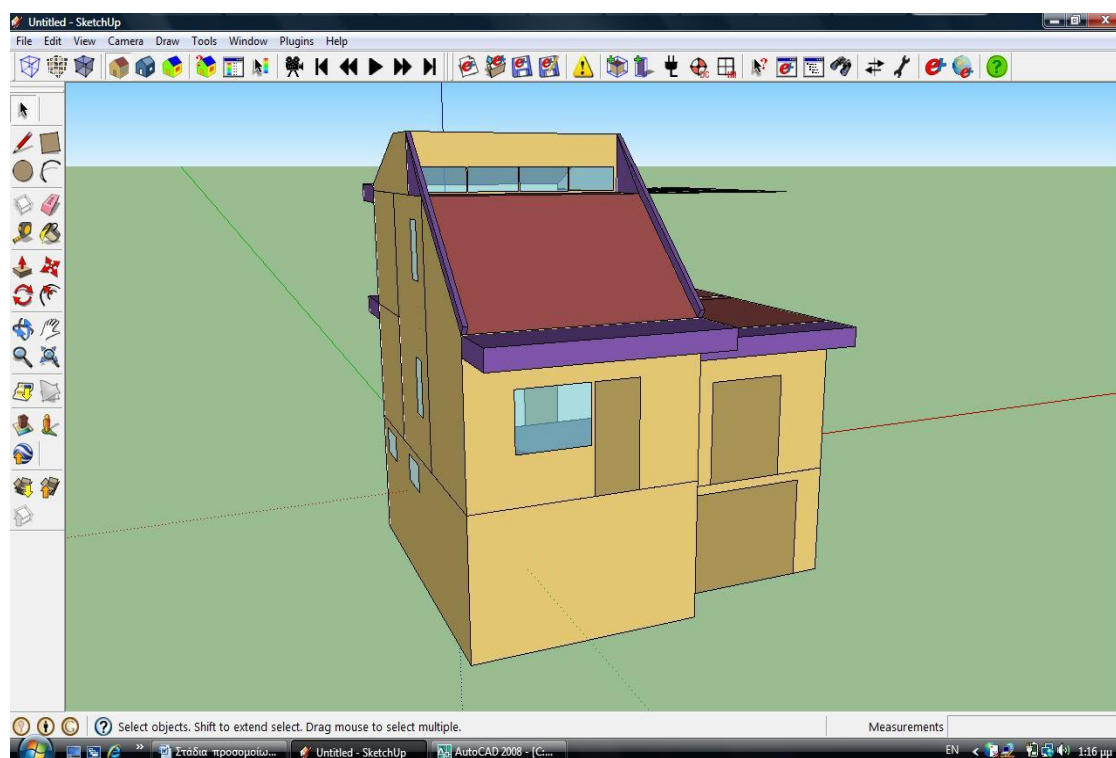 Untitled - SketchUp
File Edit View Camera Draw Tools Window Plugins Help
Select objects. Shift to extend select. Drag mouse to select multiple.
Measurements
Στάδια προσομοίω... Untitled - SketchUp AutoCAD 2008 - [C:... EN 1:16 μμ